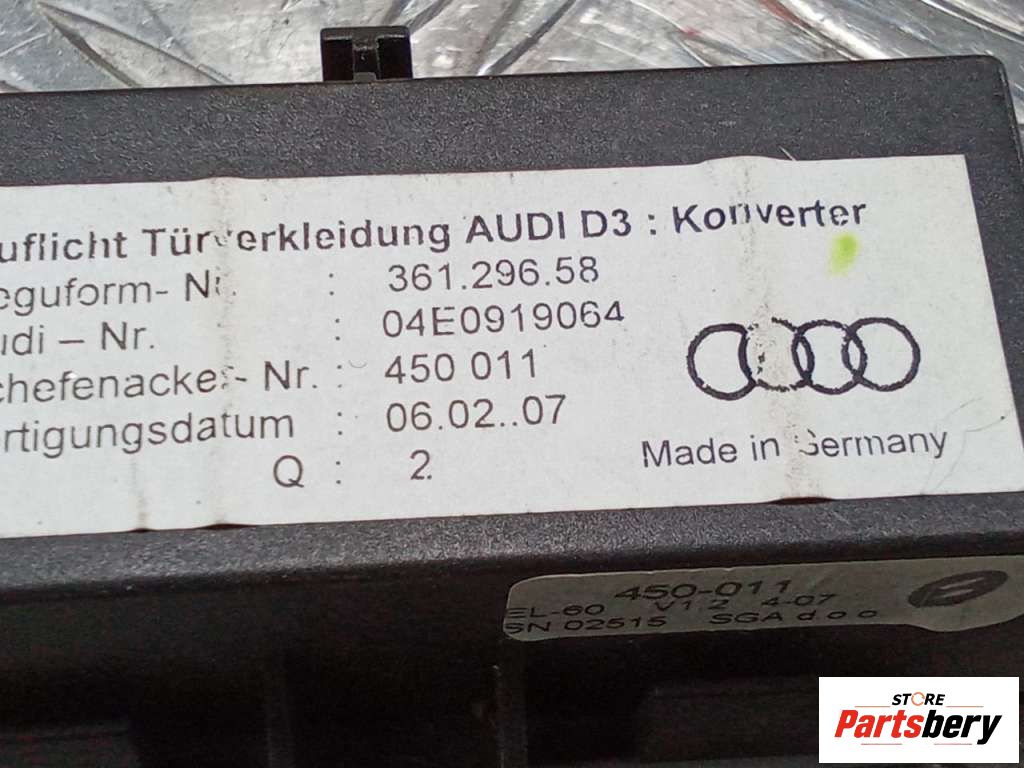 uflicht Türverkleidung AUDI D3 : Konverter
eguform- Nr. : 361.296.58
udi – Nr. : 04E0919064
chefenacker- Nr. : 450 011
rtigungsdatum : 06.02..07
Q : 2.
Made in Germany
450-011
EL-60 V1.2 4-07
SN 02515 SGA d.o.o
STORE
Partsbery